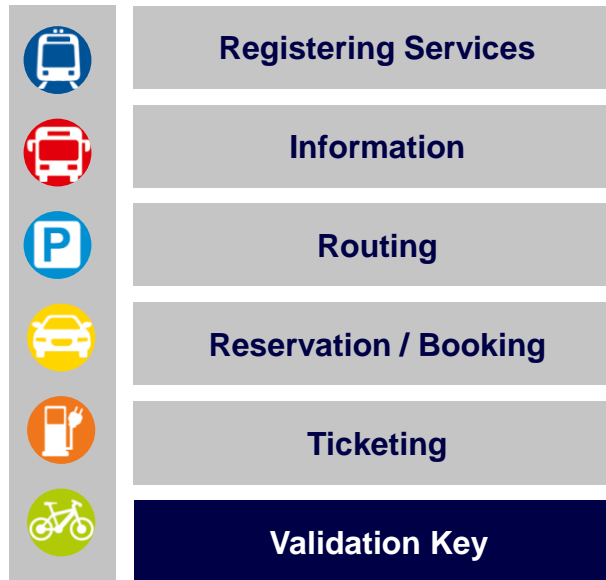 Registering Services
Information
P
Routing
Reservation / Booking
Ticketing
Validation Key